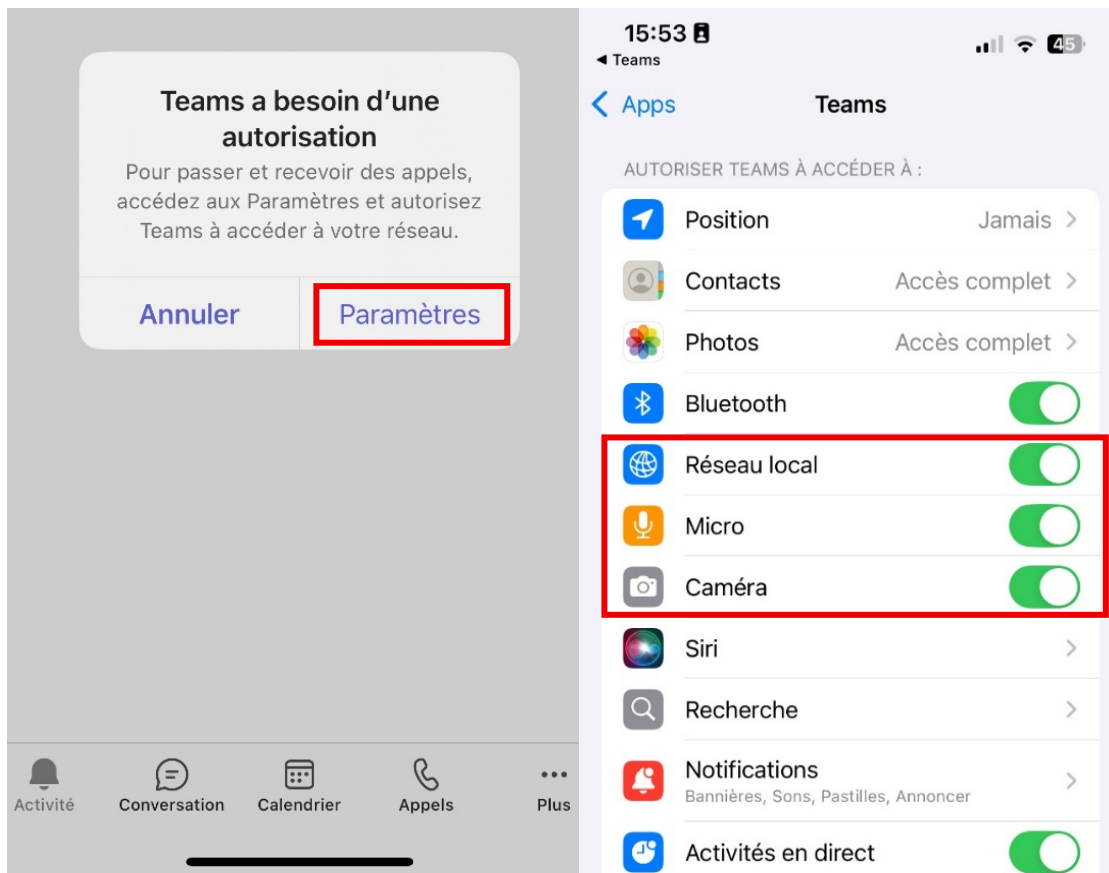 Teams a besoin d'une
autorisation
Pour passer et recevoir des appels,
accédez aux Paramètres et autorisez
Teams à accéder à votre réseau.
Annuler
Paramètres
Activité
Conversation
Calendrier
Appels
Plus
15:53
45
Teams
Apps
Teams
AUTORISER TEAMS À ACCÉDER À :
Position
Jamais
Contacts
Accès complet
Photos
Accès complet
Bluetooth
Réseau local
Micro
Caméra
Siri
Recherche
Notifications
Bannières, Sons, Pastilles, Annoncer
Activités en direct